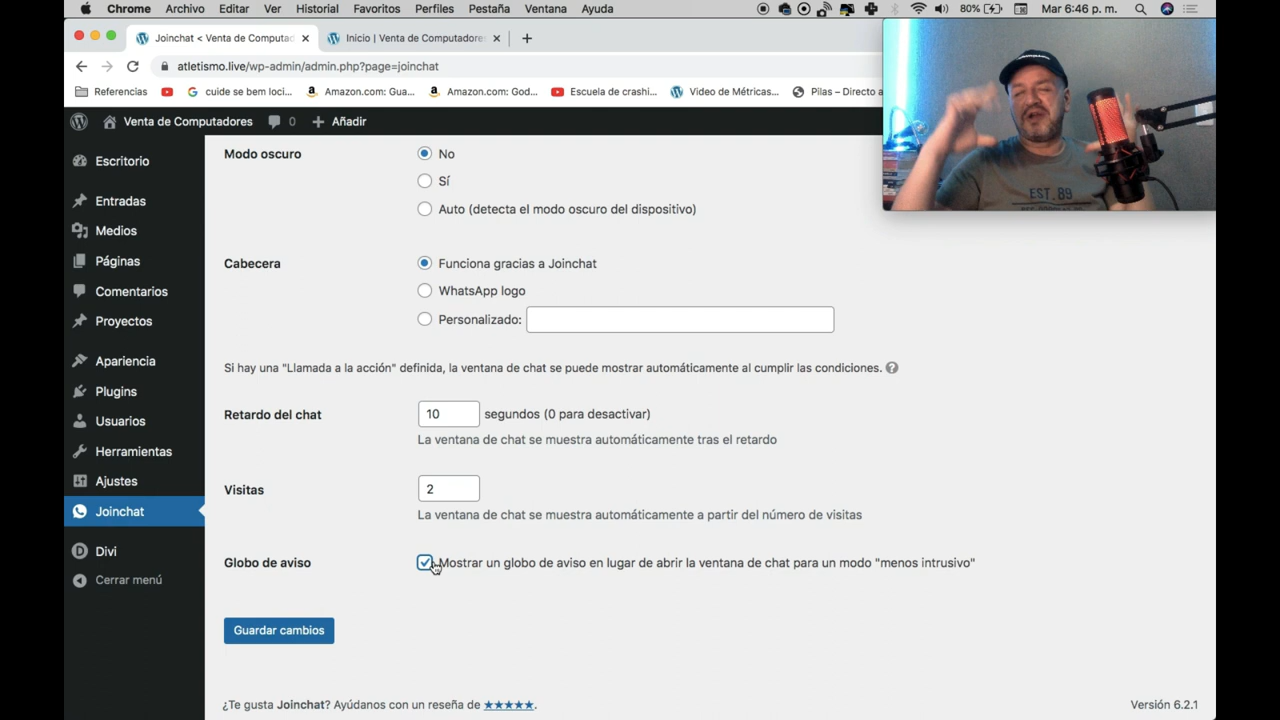 Chrome Archivo Editar Ver Historial Favoritos Perfiles Pestaña Ventana Ayuda 80% Mar 6:46 p. m.
Joinchat < Venta de Computad
Inicio | Venta de Computadore
atletismo.live/wp-admin/admin.php?page=joinchat
Referencias
cuide se bem loci...
Amazon.com: Gua...
Amazon.com: God...
Escuela de crashi...
Video de Métricas...
Pilas – Directo a
Venta de Computadores 0 Añadir
Escritorio
Entradas
Medios
Páginas
Comentarios
Proyectos
Apariencia
Plugins
Usuarios
Herramientas
Ajustes
Joinchat
Divi
Cerrar menú
Modo oscuro
No
Sí
Auto (detecta el modo oscuro del dispositivo)
Cabecera
Funciona gracias a Joinchat
WhatsApp logo
Personalizado:
Si hay una "Llamada a la acción" definida, la ventana de chat se puede mostrar automáticamente al cumplir las condiciones. ?
Retardo del chat
10 segundos (0 para desactivar)
La ventana de chat se muestra automáticamente tras el retardo
Visitas
2
La ventana de chat se muestra automáticamente a partir del número de visitas
Globo de aviso
Mostrar un globo de aviso en lugar de abrir la ventana de chat para un modo "menos intrusivo"
Guardar cambios
¿Te gusta Joinchat? Ayúdanos con un reseña de ★★★★★.
Versión 6.2.1
EST. 89